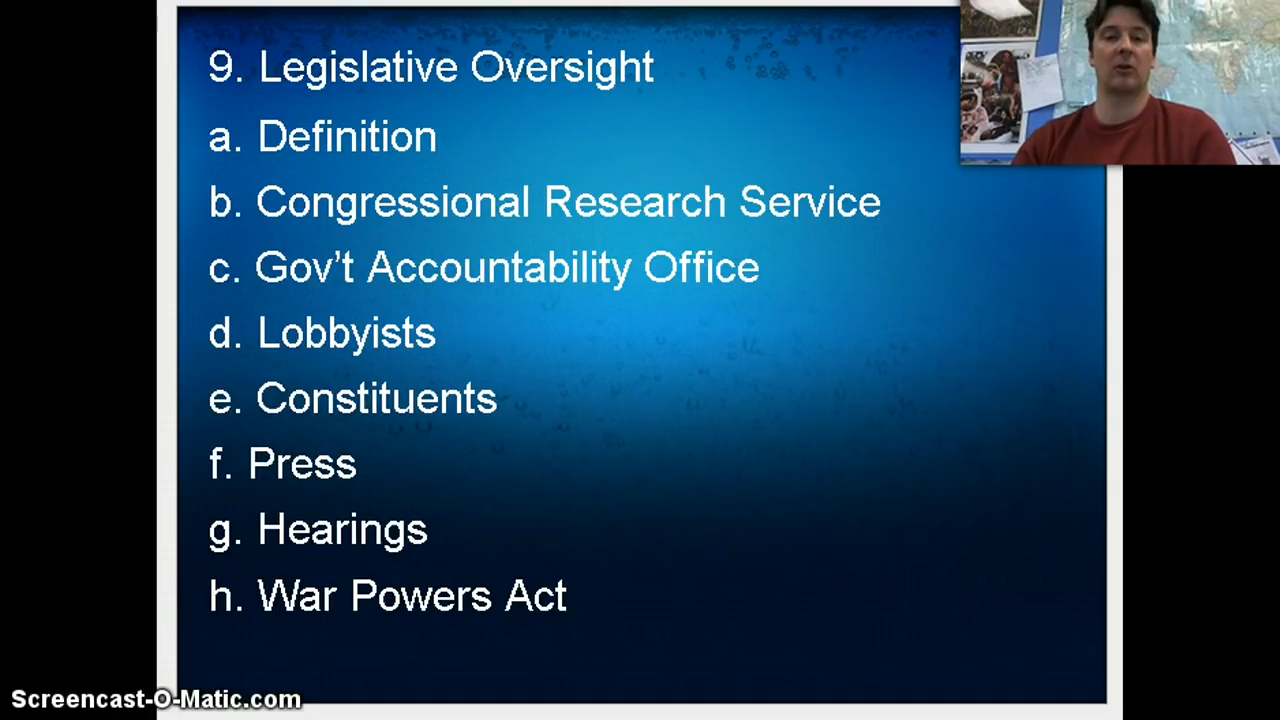 9. Legislative Oversight
a. Definition
b. Congressional Research Service
c. Gov’t Accountability Office
d. Lobbyists
e. Constituents
f. Press
g. Hearings
h. War Powers Act
Screencast-O-Matic.com